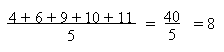 4 + 6 + 9 + 10 + 11 / 5 = 40 / 5 = 8